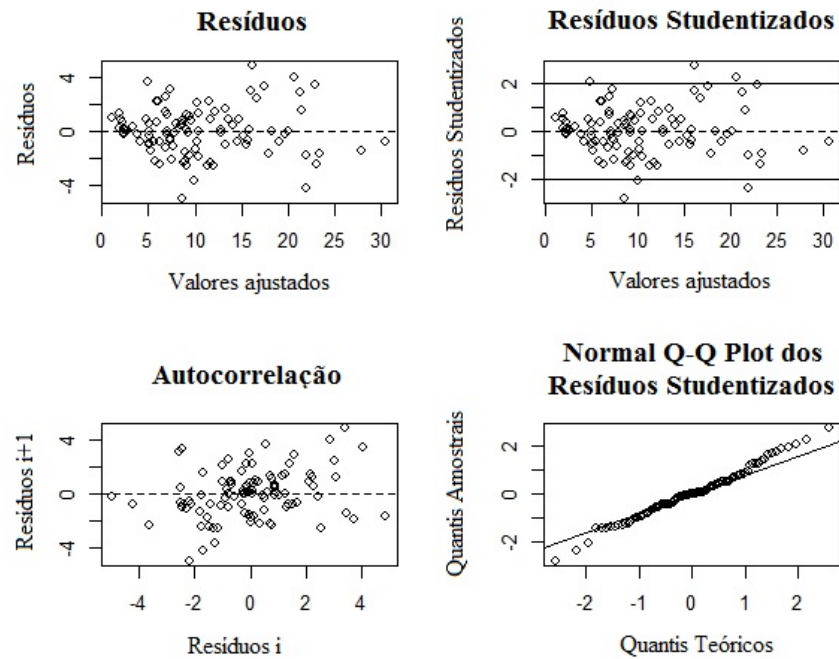 Resíduos
Resíduos
4
0
-4
0 5 10 15 20 25 30
Valores ajustados
Resíduos Studentizados
Resíduos Studentizados
2
0
-2
0 5 10 15 20 25 30
Valores ajustados
Autocorrelação
Resíduos i+1
4
0
-4
-4 -2 0 2 4
Resíduos i
Normal Q-Q Plot dos
Resíduos Studentizados
Quantis Amostrais
2
0
-2
-2 -1 0 1 2
Quantis Teóricos